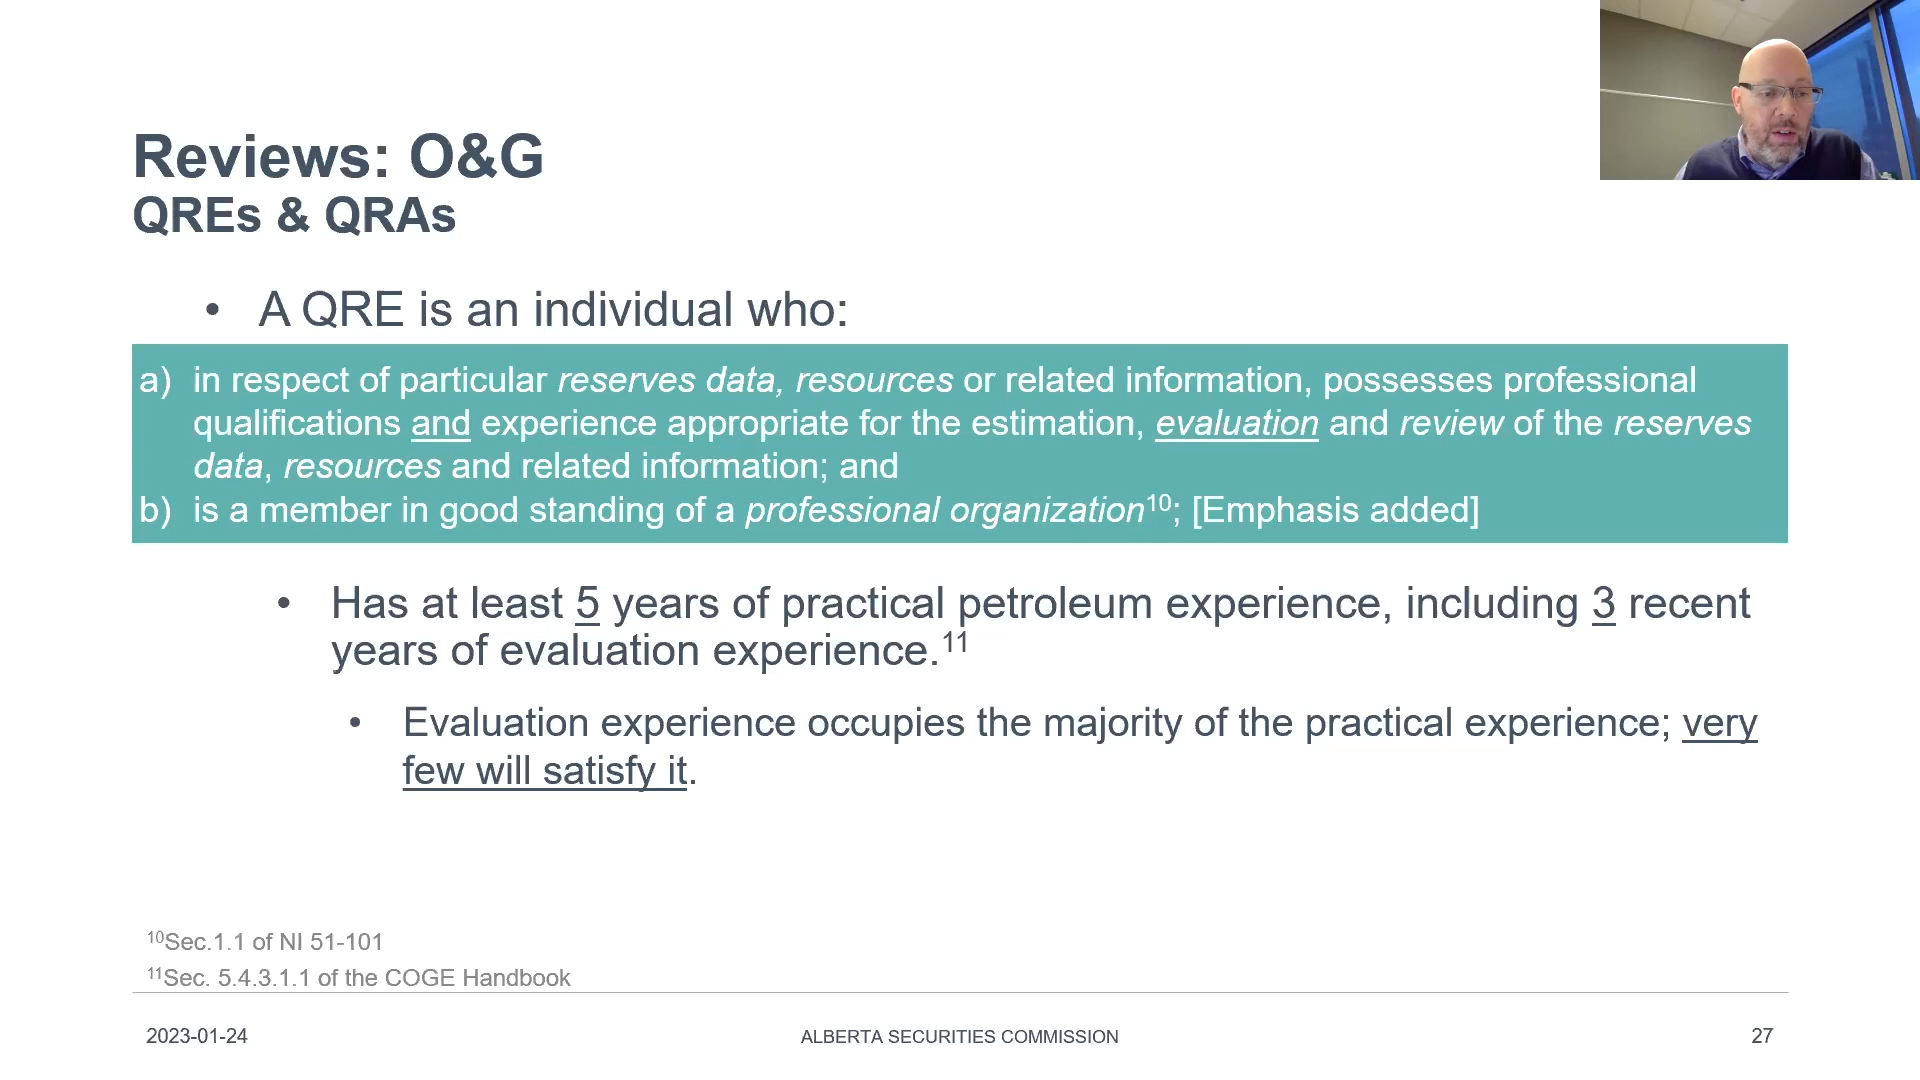 Reviews: O&G
QREs & QRAs
• A QRE is an individual who:
a) in respect of particular reserves data, resources or related information, possesses professional
qualifications and experience appropriate for the estimation, evaluation and review of the reserves
data, resources and related information; and
b) is a member in good standing of a professional organization¹⁰; [Emphasis added]
• Has at least 5 years of practical petroleum experience, including 3 recent
years of evaluation experience.¹¹
• Evaluation experience occupies the majority of the practical experience; very
few will satisfy it.
¹⁰Sec.1.1 of NI 51-101
¹¹Sec. 5.4.3.1.1 of the COGE Handbook
2023-01-24 ALBERTA SECURITIES COMMISSION 27